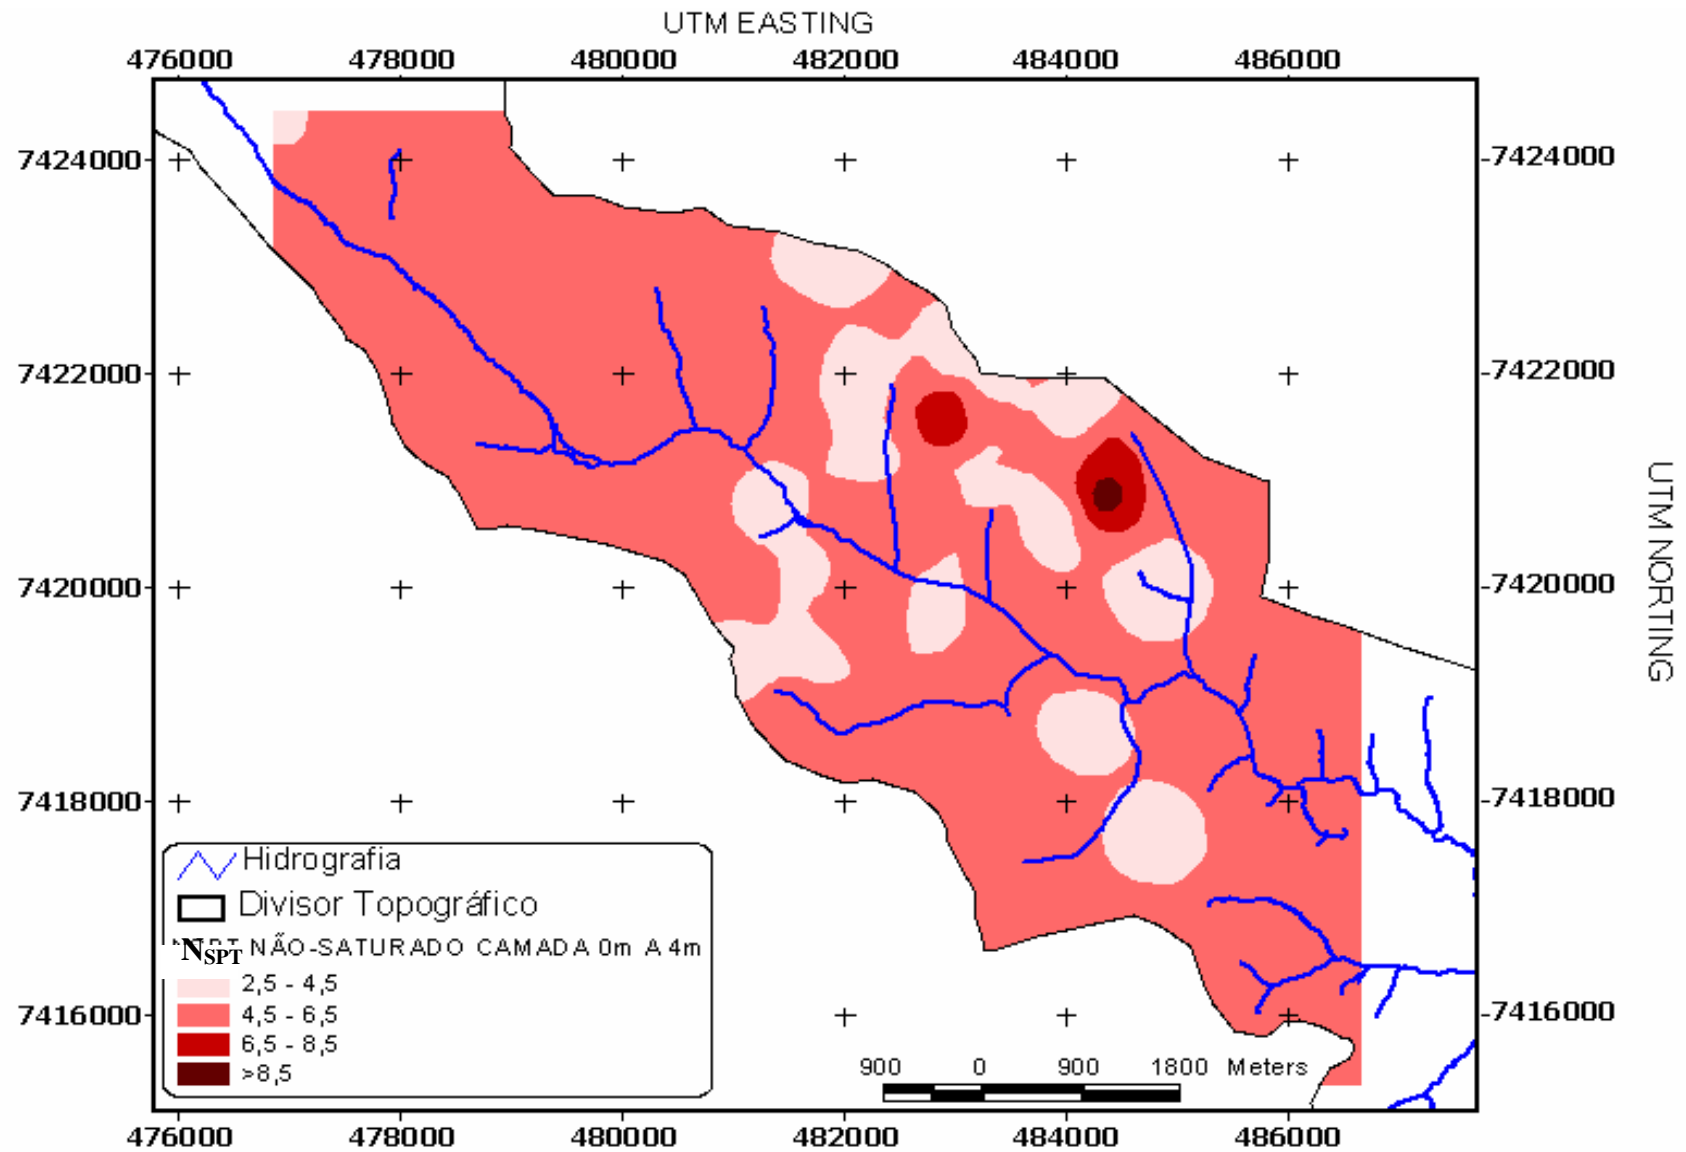 UTM EASTING
476000 478000 480000 482000 484000 486000
7424000 7424000
7422000 7422000
7420000 7420000
7418000 7418000
7416000 7416000
UTM NORTING
Hidrografia
Divisor Topográfico
N_SPT NÃO-SATURADO CAMADA 0m A 4m
2,5 - 4,5
4,5 - 6,5
6,5 - 8,5
>8,5
900 0 900 1800 Meters
476000 478000 480000 482000 484000 486000